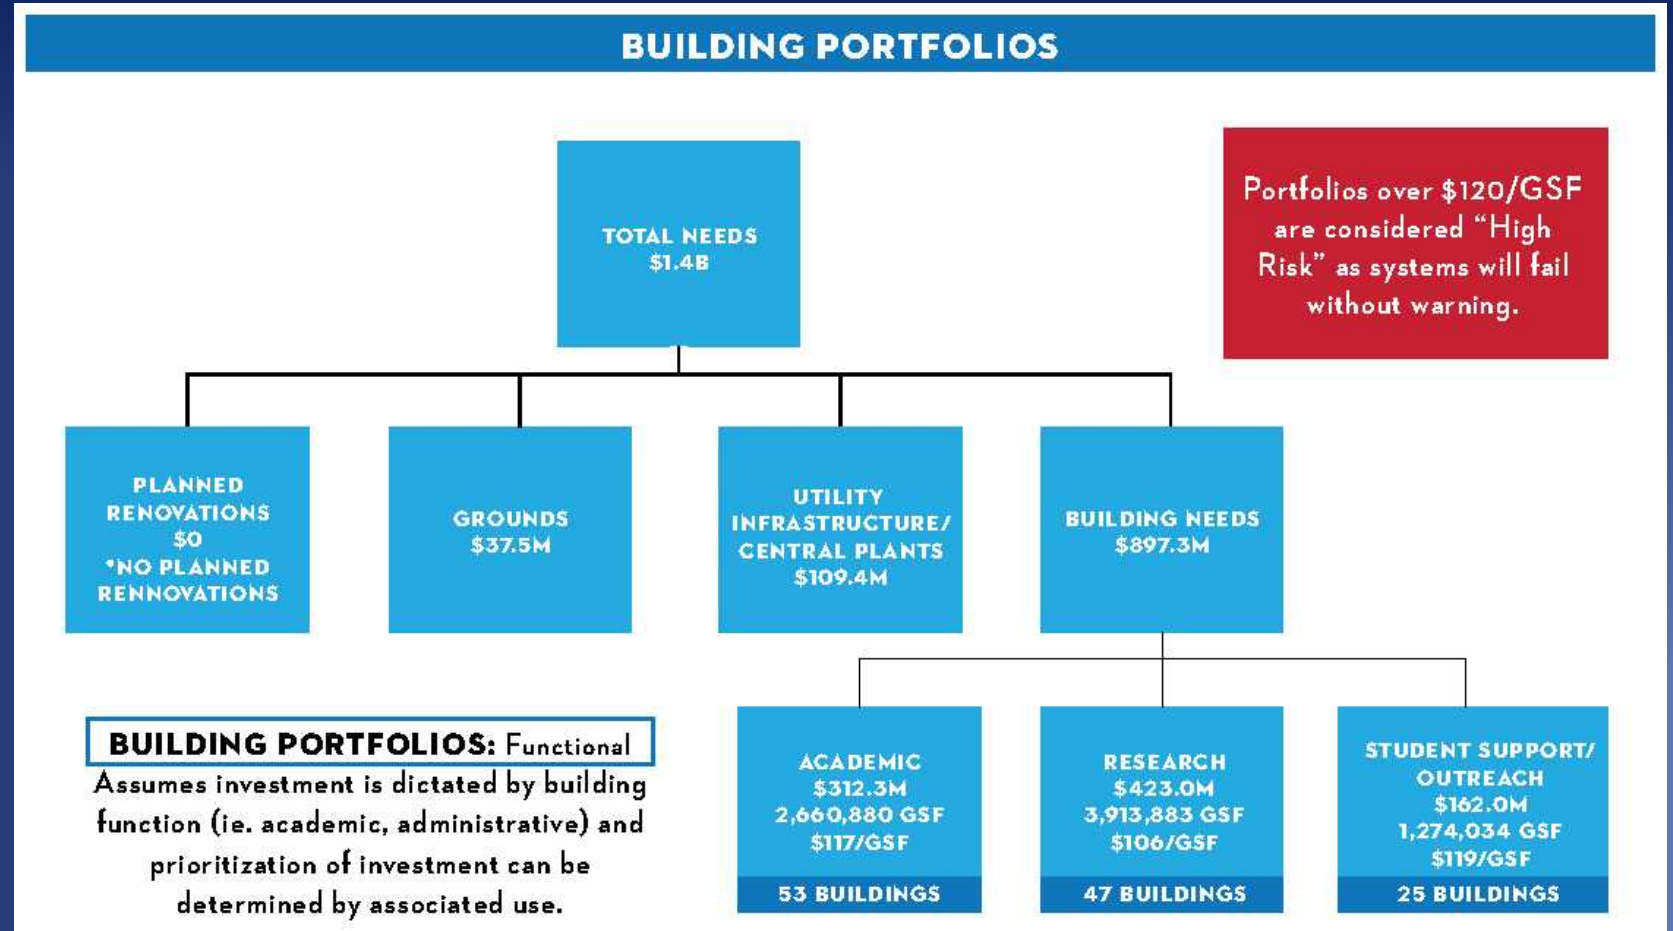 BUILDING PORTFOLIOS
TOTAL NEEDS
$1.4B
Portfolios over $120/GSF
are considered “High
Risk” as systems will fail
without warning.
PLANNED
RENOVATIONS
$0
*NO PLANNED
RENNOVATIONS
GROUNDS
$37.5M
UTILITY
INFRASTRUCTURE/
CENTRAL PLANTS
$109.4M
BUILDING NEEDS
$897.3M
BUILDING PORTFOLIOS: Functional
Assumes investment is dictated by building
function (ie. academic, administrative) and
prioritization of investment can be
determined by associated use.
ACADEMIC
$312.3M
2,660,880 GSF
$117/GSF
53 BUILDINGS
RESEARCH
$423.0M
3,913,883 GSF
$106/GSF
47 BUILDINGS
STUDENT SUPPORT/
OUTREACH
$162.0M
1,274,034 GSF
$119/GSF
25 BUILDINGS